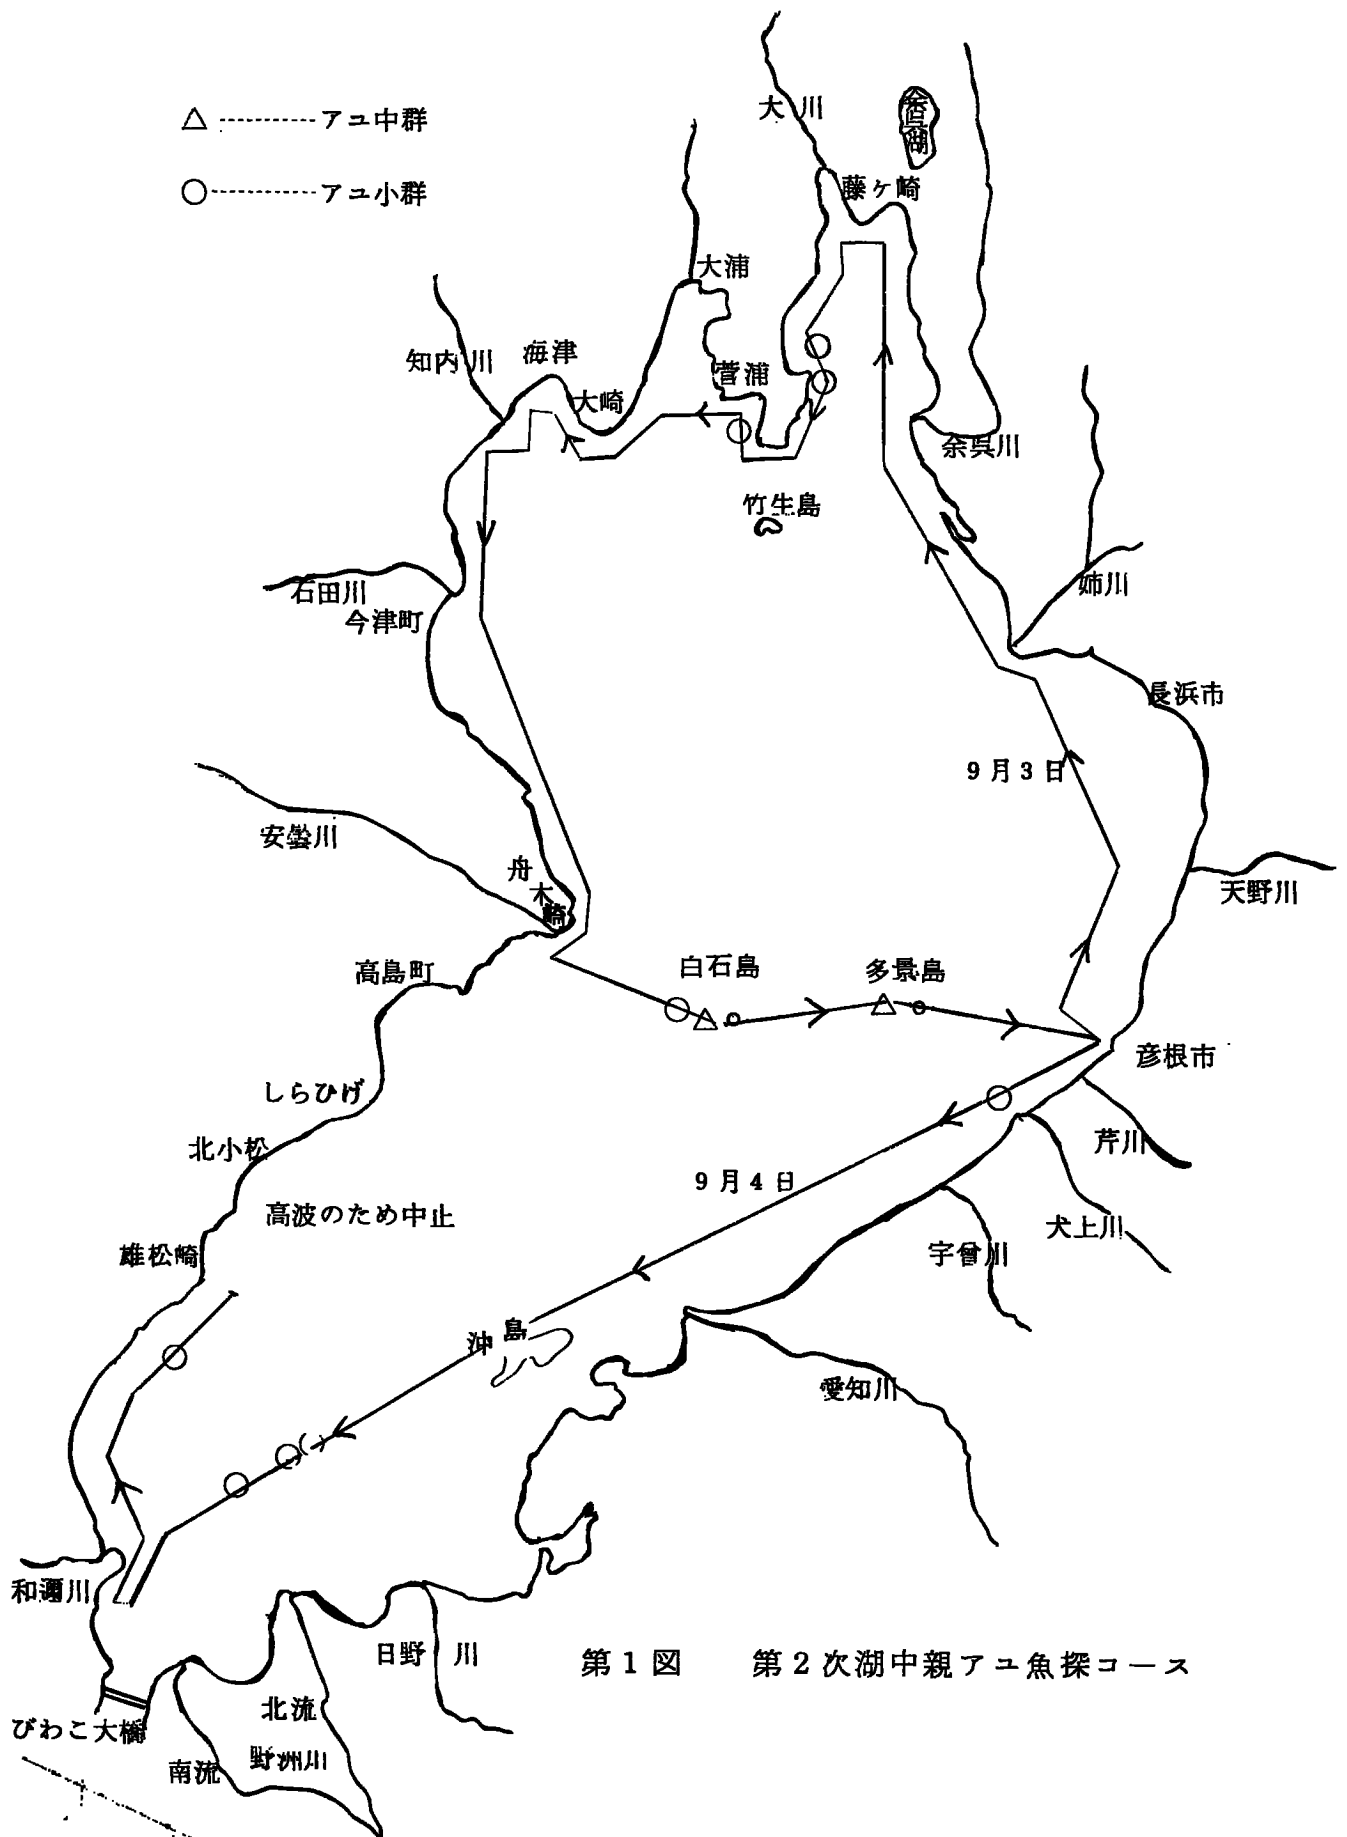 アユ中群
アユ小群
大川
余呉湖
藤ヶ崎
大浦
知内川
海津
大崎
菅浦
余呉川
竹生島
石田川
今津町
姉川
長浜市
9月3日
安曇川
舟木崎
天野川
高島町
白石島
多景島
彦根市
しらひげ
北小松
芹川
9月4日
高波のため中止
犬上川
宇曽川
雄松崎
沖島
愛知川
和邇川
日野川
第1図 第2次湖中親アユ魚探コース
北流
びわこ大橋
野洲川
南流